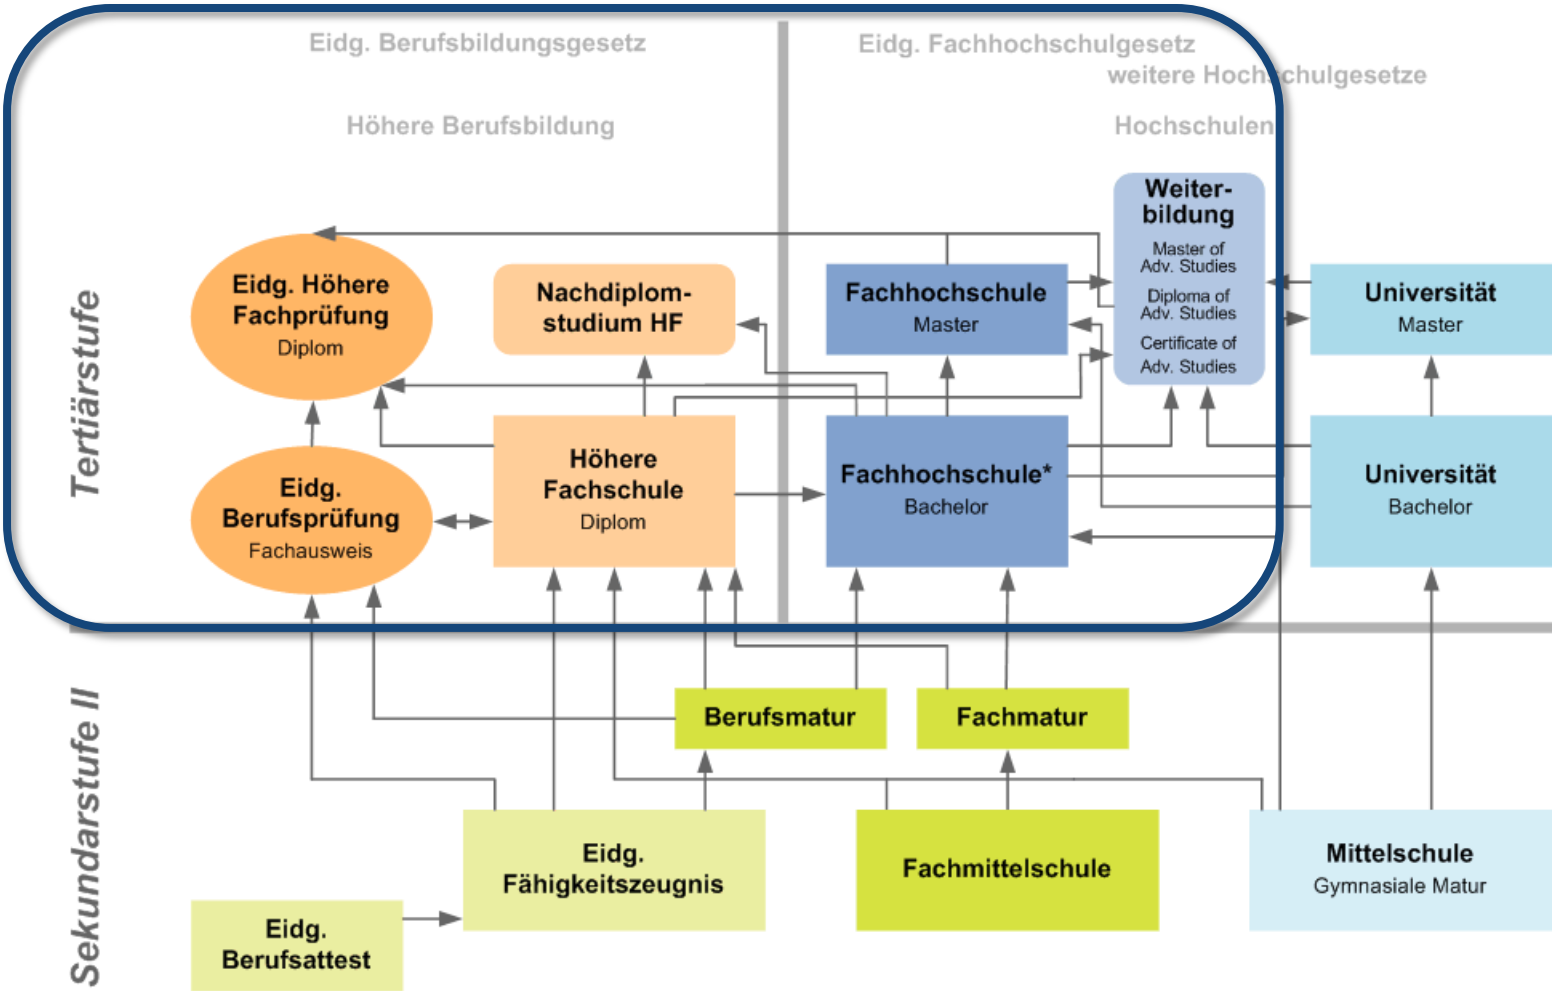 Eidg. Berufsbildungsgesetz
Eidg. Fachhochschulgesetz
weitere Hochschulgesetze
Höhere Berufsbildung
Hochschulen
Tertiärstufe
Eidg. Höhere
Fachprüfung
Diplom
Nachdiplom-
studium HF
Fachhochschule
Master
Weiter-
bildung
Master of
Adv. Studies
Diploma of
Adv. Studies
Certificate of
Adv. Studies
Universität
Master
Eidg.
Berufsprüfung
Fachausweis
Höhere
Fachschule
Diplom
Fachhochschule*
Bachelor
Universität
Bachelor
Sekundarstufe II
Berufsmatur
Fachmatur
Eidg.
Fähigkeitszeugnis
Fachmittelschule
Mittelschule
Gymnasiale Matur
Eidg.
Berufsattest